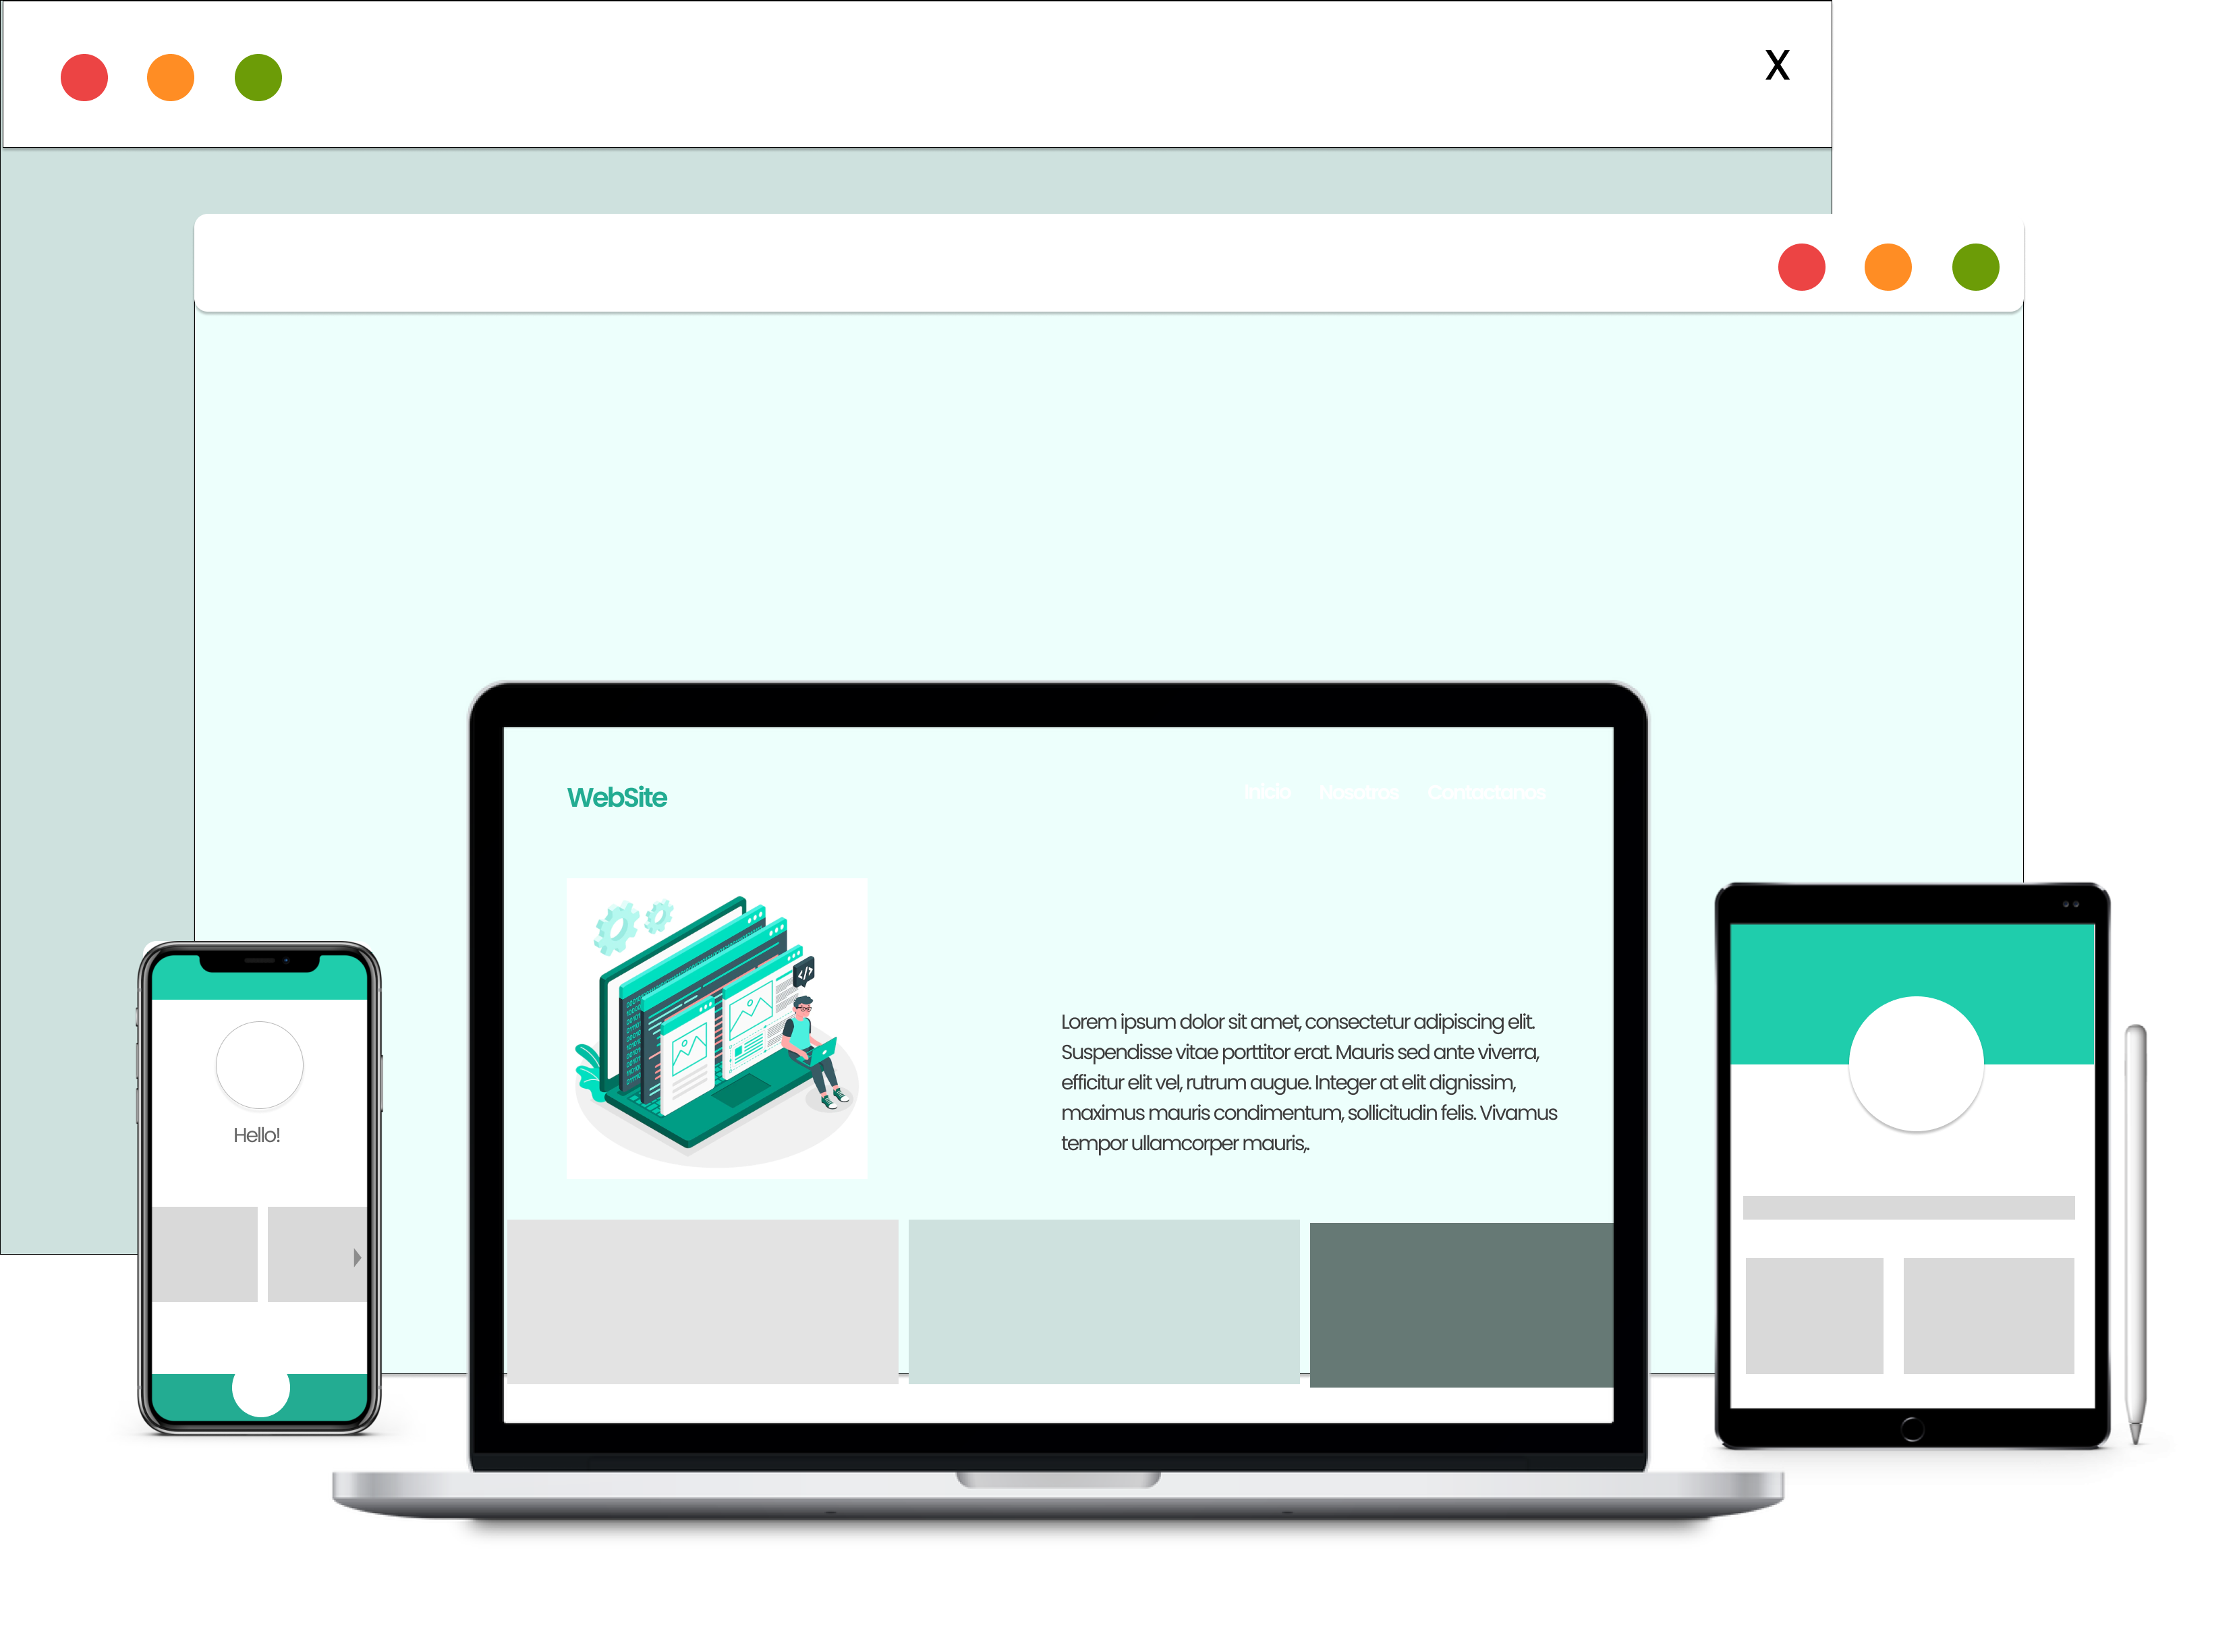 X
WebSite
Inicio Nosotros Contactanos
Lorem ipsum dolor sit amet, consectetur adipiscing elit.
Suspendisse vitae porttitor erat. Mauris sed ante viverra,
efficitur elit vel, rutrum augue. Integer at elit dignissim,
maximus mauris condimentum, sollicitudin felis. Vivamus
tempor ullamcorper mauris,.
Hello!